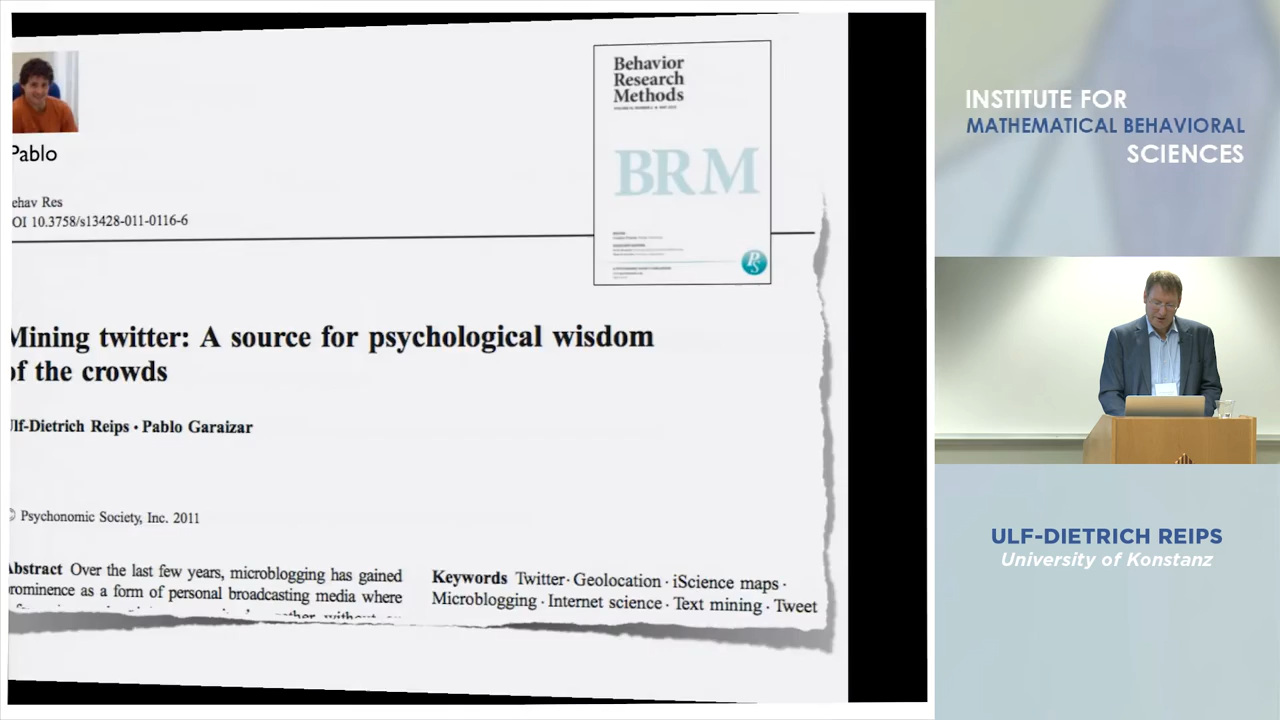 Pablo
ehav Res
OI 10.3758/s13428-011-0116-6
Behavior
Research
Methods
BRM
PS
Mining twitter: A source for psychological wisdom
of the crowds
Ulf-Dietrich Reips · Pablo Garaizar
© Psychonomic Society, Inc. 2011
Abstract Over the last few years, microblogging has gained
prominence as a form of personal broadcasting media where
Keywords Twitter · Geolocation · iScience maps ·
Microblogging · Internet science · Text mining · Tweet
INSTITUTE FOR
MATHEMATICAL BEHAVIORAL
SCIENCES
ULF-DIETRICH REIPS
University of Konstanz